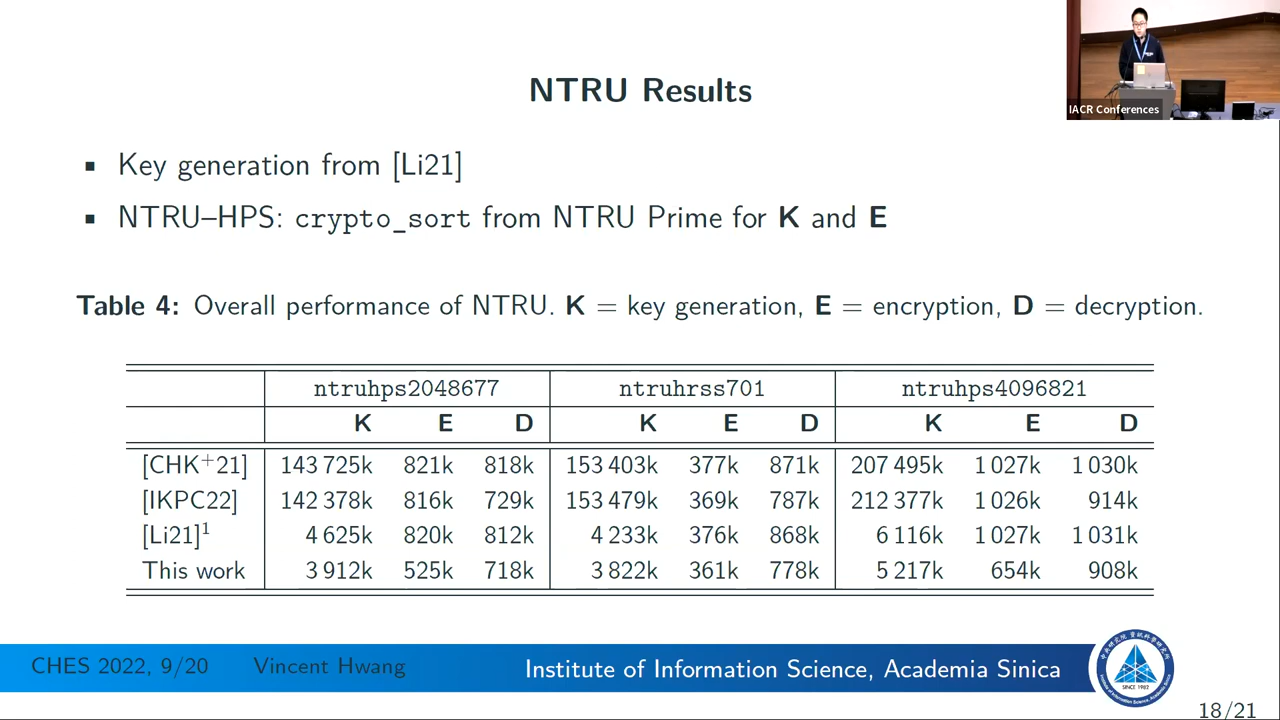 IACR Conferences
NTRU Results
▪ Key generation from [Li21]
▪ NTRU–HPS: crypto_sort from NTRU Prime for K and E
Table 4: Overall performance of NTRU. K = key generation, E = encryption, D = decryption.
ntruhps2048677 ntruhrss701 ntruhps4096821
K E D K E D K E D
[CHK+21] 143 725k 821k 818k 153 403k 377k 871k 207 495k 1 027k 1 030k
[IKPC22] 142 378k 816k 729k 153 479k 369k 787k 212 377k 1 026k 914k
[Li21]1 4 625k 820k 812k 4 233k 376k 868k 6 116k 1 027k 1 031k
This work 3 912k 525k 718k 3 822k 361k 778k 5 217k 654k 908k
CHES 2022, 9/20 Vincent Hwang Institute of Information Science, Academia Sinica
SINCE 1982
18/21